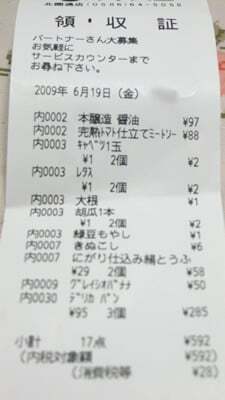 領・収証
パートナーさん大募集
お気軽に
サービスカウンターまで
お尋ね下さい。
2009年 6月19日(金)
内0002 本醸造 醤油 ¥97
内0002 完熟トマト仕立てミートソー ¥88
内0003 キャベツ1玉
¥1 2個 ¥2
内0003 レタス
¥1 2個 ¥2
内0003 大根 ¥1
内0003 胡瓜1本
¥1 2個 ¥2
内0003 緑豆もやし ¥1
内0007 きぬこし ¥6
内0007 にがり仕込み絹とうふ
¥29 2個 ¥58
内0009 グレイシオバナナ ¥50
内0030 デリカ パン
¥95 3個 ¥285
小計 17点 ¥592
(内税対象額 ¥592)
(消費税等 ¥28)